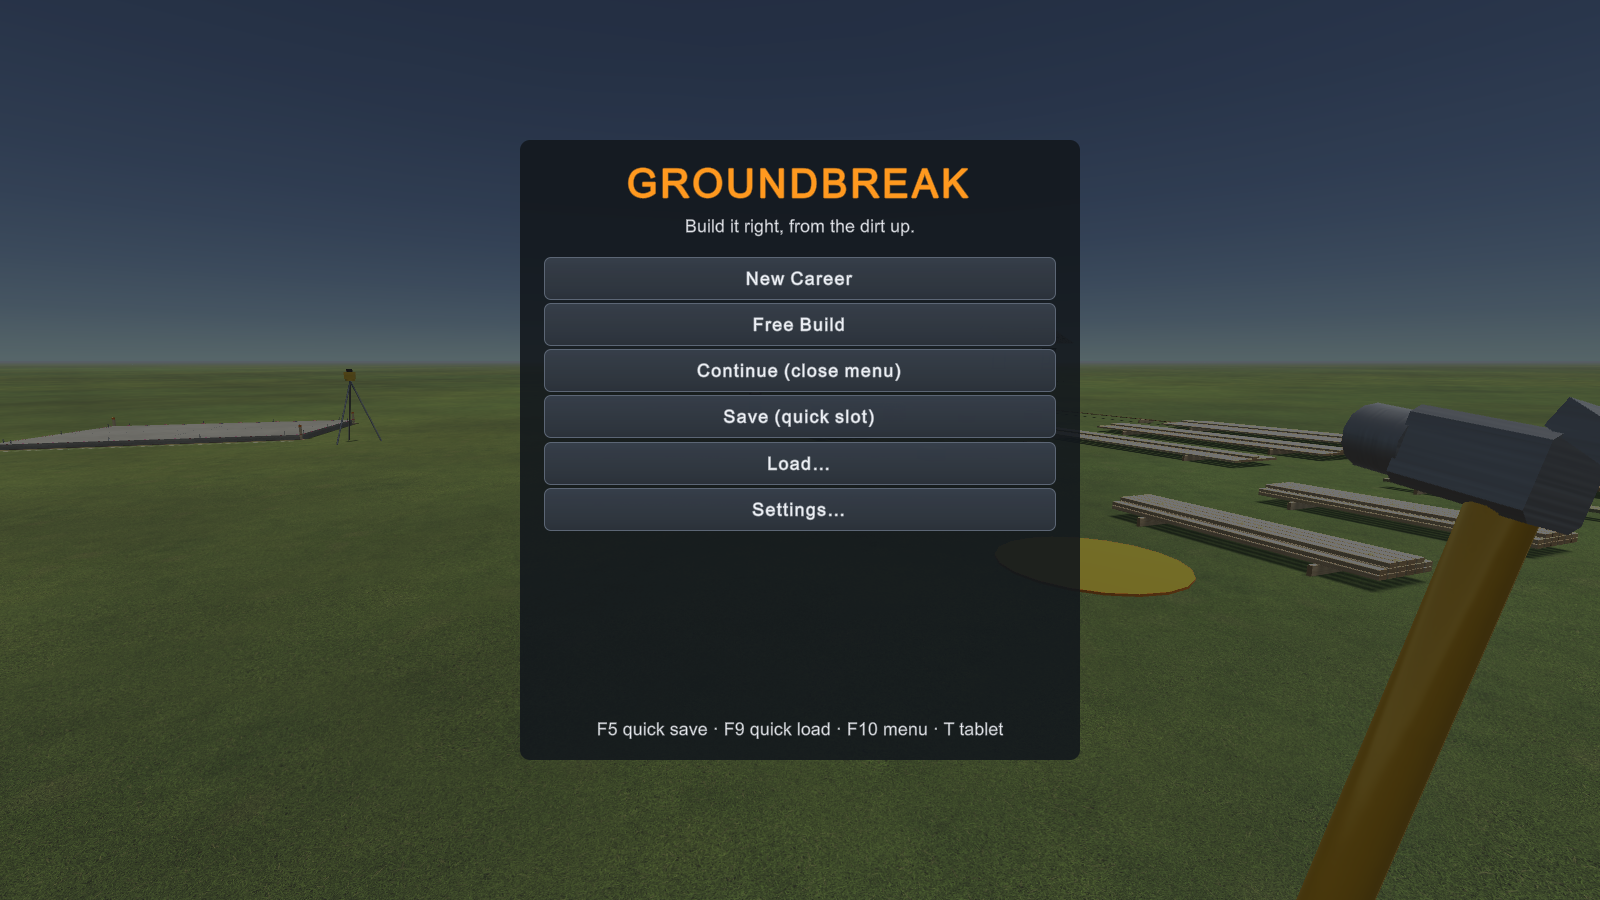 GROUNDBREAK
Build it right, from the dirt up.
New Career
Free Build
Continue (close menu)
Save (quick slot)
Load...
Settings...
F5 quick save · F9 quick load · F10 menu · T tablet